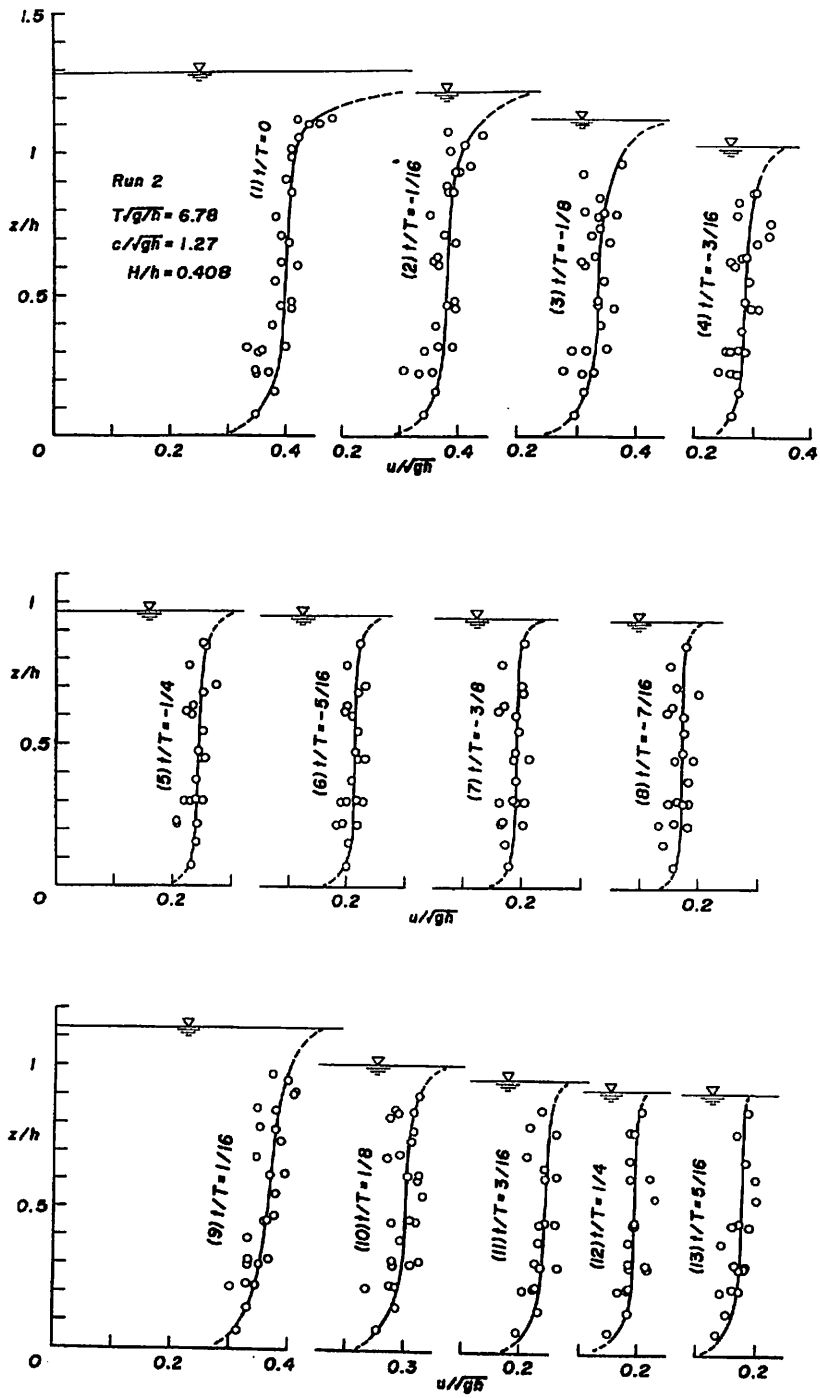 1.5
1
z/h
0.5
0
Run 2
T√g/h = 6.78
c/√gh = 1.27
H/h = 0.408
(1) t/T = 0
(2) t/T = -1/16
(3) t/T = -1/8
(4) t/T = -3/16
0.2 0.4 0.2 0.4 0.2 0.4 0.2 0.4
u/√gh
1
z/h
0.5
0
(5) t/T = -1/4
(6) t/T = -5/16
(7) t/T = -3/8
(8) t/T = -7/16
0.2 0.2 0.2 0.2
u/√gh
1
z/h
0.5
0
(9) t/T = 1/16
(10) t/T = 1/8
(11) t/T = 3/16
(12) t/T = 1/4
(13) t/T = 5/16
0.2 0.4 0.3 0.2 0.2 0.2
u/√gh